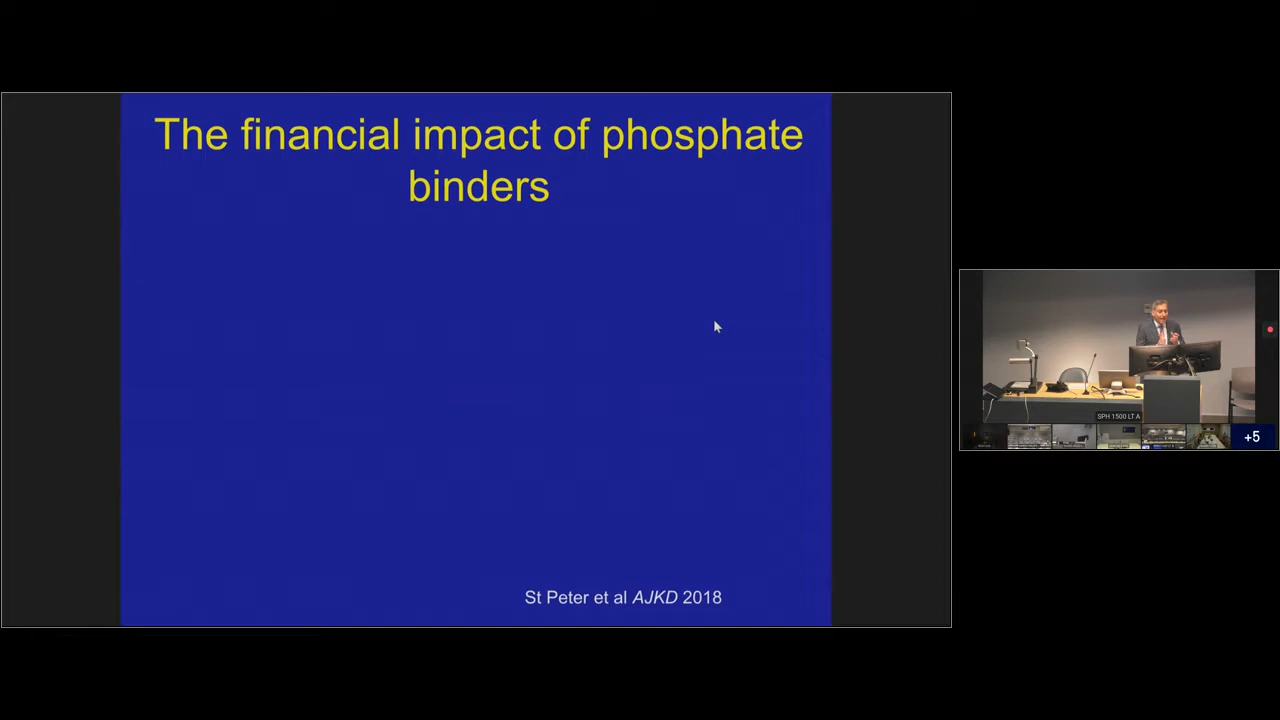 The financial impact of phosphate
binders
St Peter et al AJKD 2018
SPH 1500 LT A
+5